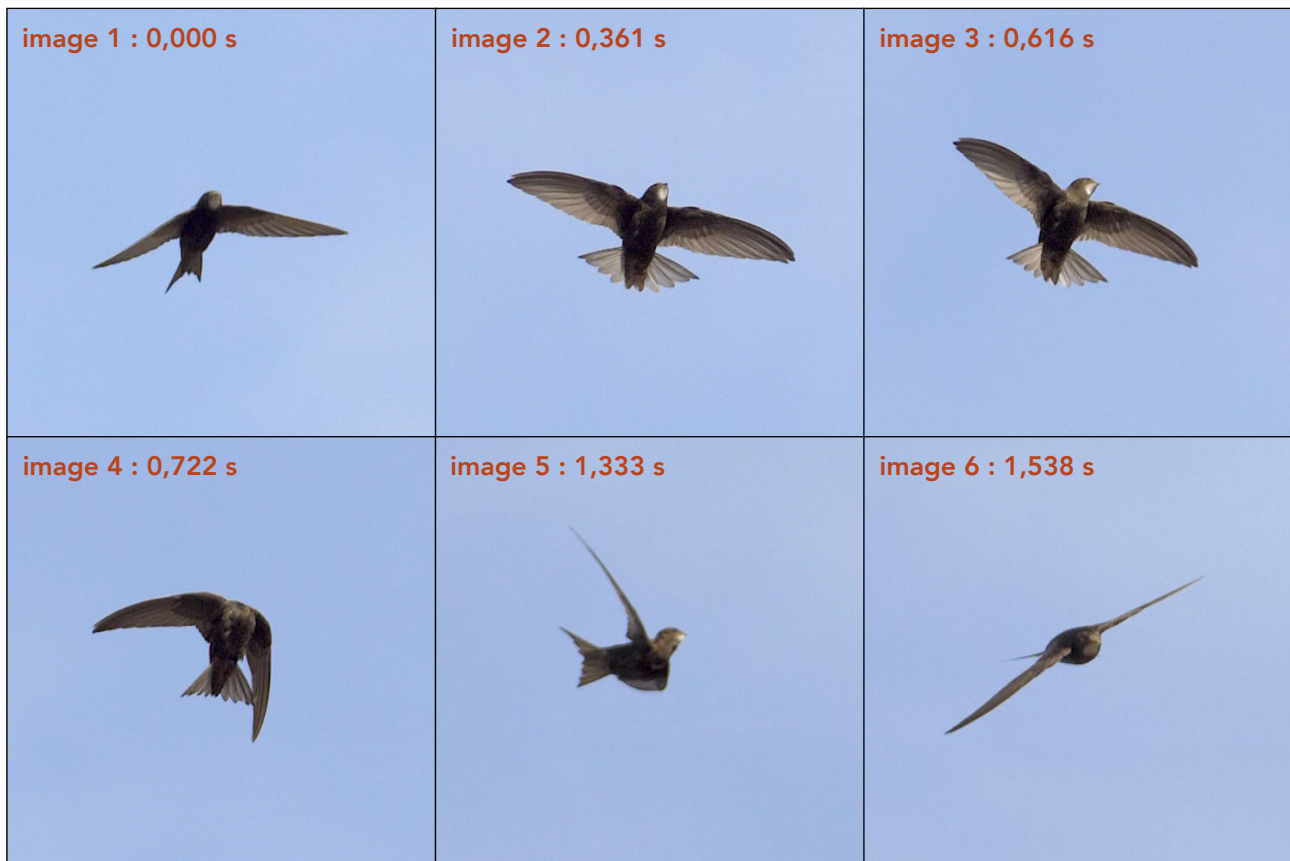 image 1 : 0,000 s
image 2 : 0,361 s
image 3 : 0,616 s
image 4 : 0,722 s
image 5 : 1,333 s
image 6 : 1,538 s